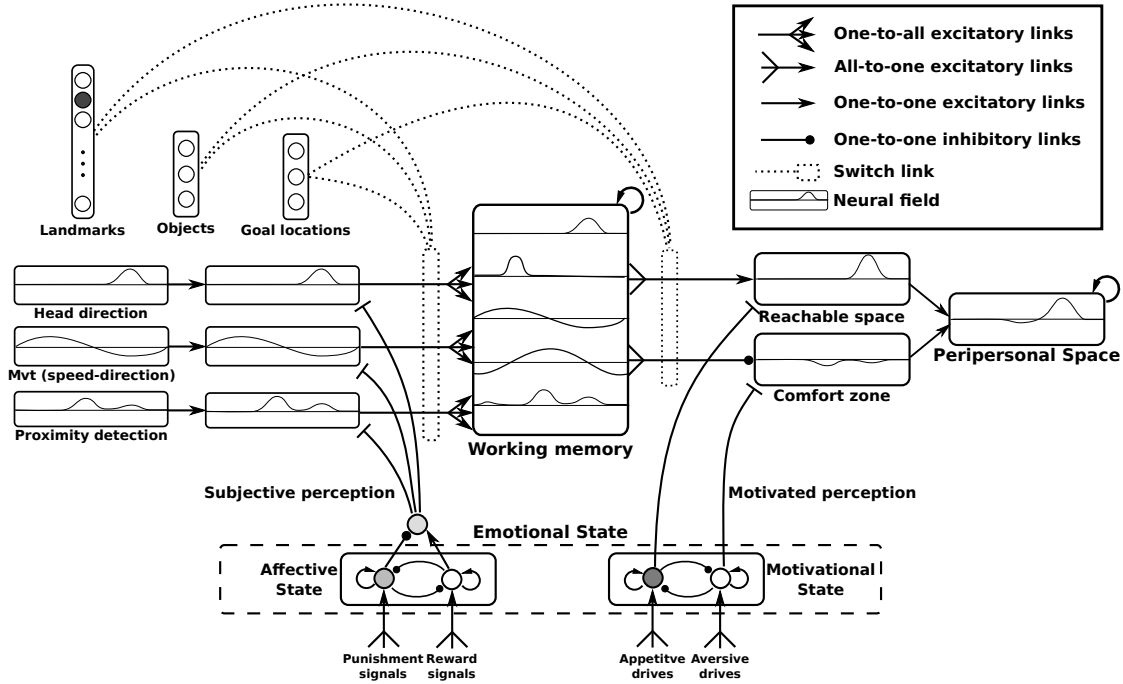 One-to-all excitatory links
All-to-one excitatory links
One-to-one excitatory links
One-to-one inhibitory links
Switch link
Neural field
Landmarks
Objects
Goal locations
Head direction
Mvt (speed-direction)
Proximity detection
Working memory
Reachable space
Comfort zone
Peripersonal Space
Subjective perception
Motivated perception
Emotional State
Affective
State
Motivational
State
Punishment
signals
Reward
signals
Appetitve
drives
Aversive
drives